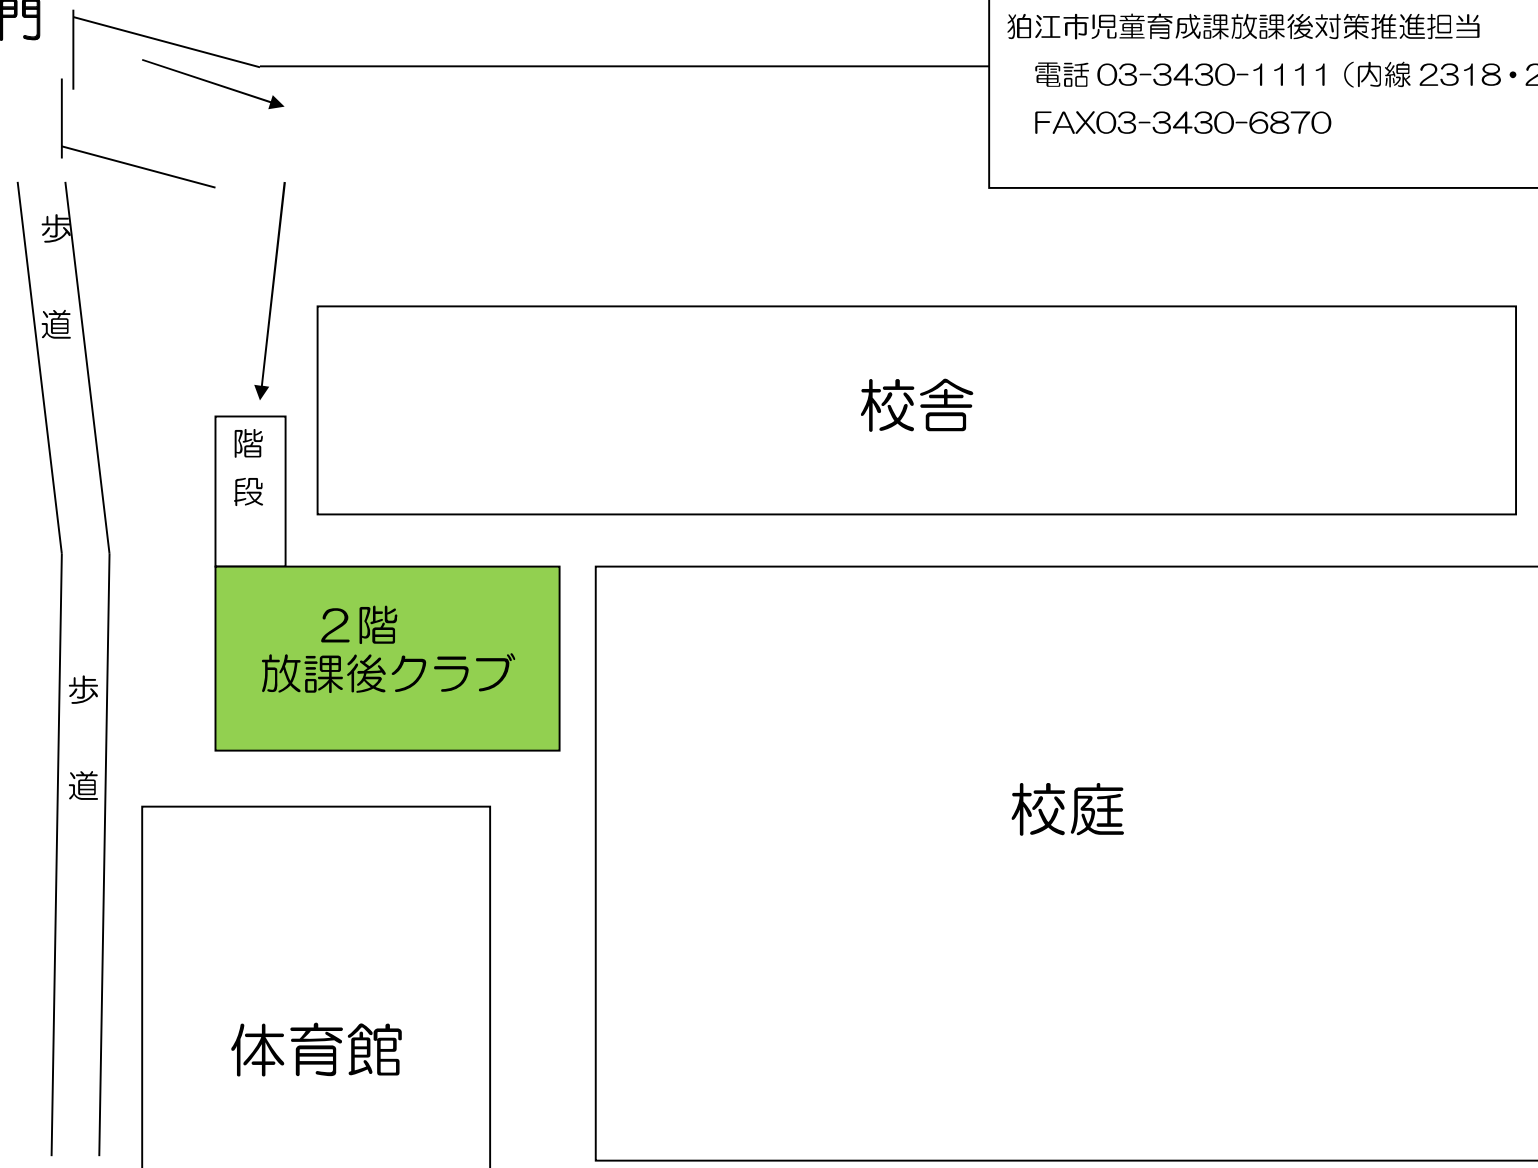 門
狛江市児童育成課放課後対策推進担当
電話 03-3430-1111（内線 2318・2
FAX03-3430-6870
歩
道
校舎
階
段
２階
放課後クラブ
歩
道
校庭
体育館